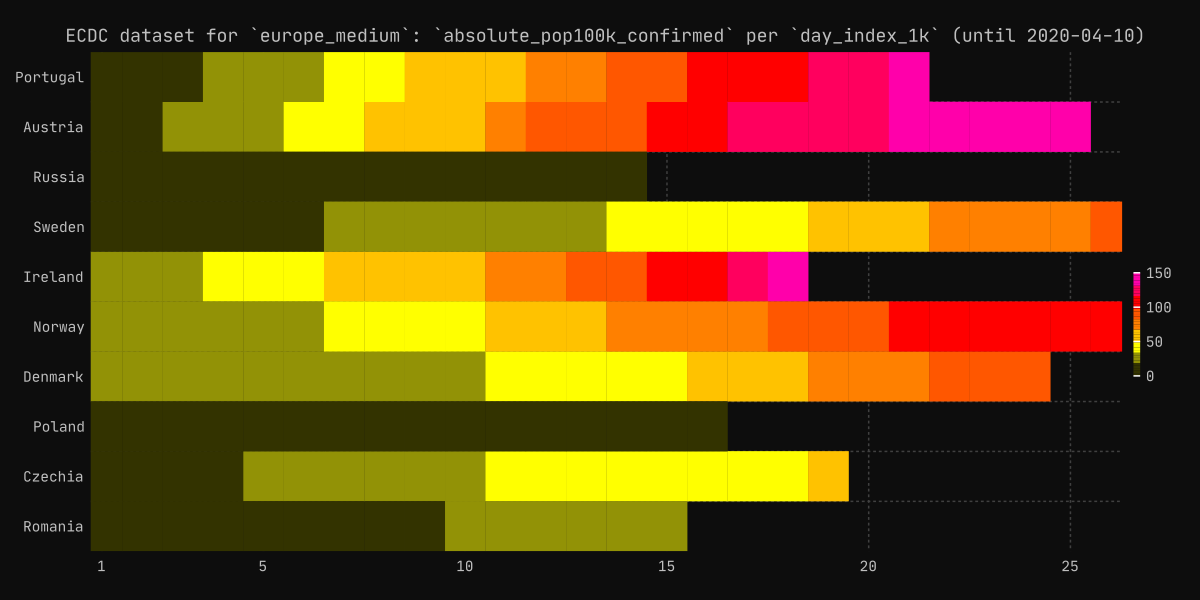 ECDC dataset for `europe_medium`: `absolute_pop100k_confirmed` per `day_index_1k` (until 2020-04-10)
Portugal
Austria
Russia
Sweden
Ireland
Norway
Denmark
Poland
Czechia
Romania
150
100
50
0
1 5 10 15 20 25